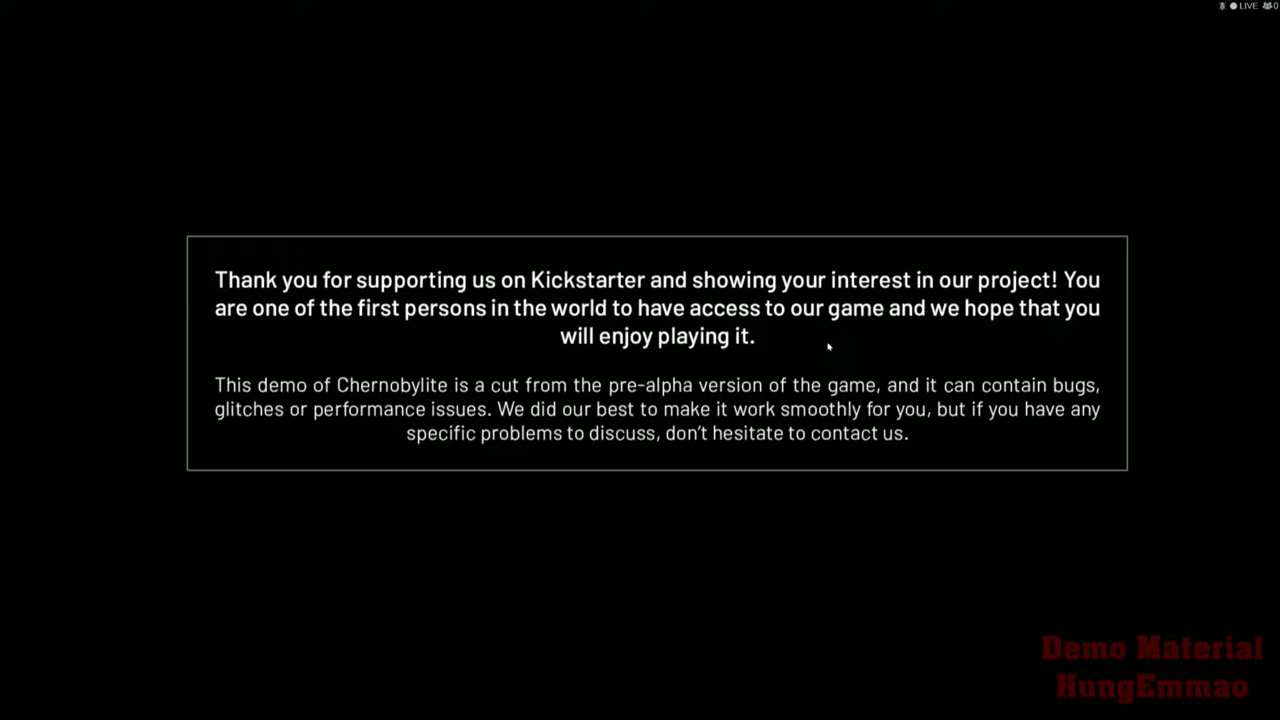 LIVE 0
Thank you for supporting us on Kickstarter and showing your interest in our project! You
are one of the first persons in the world to have access to our game and we hope that you
will enjoy playing it.
This demo of Chernobylite is a cut from the pre-alpha version of the game, and it can contain bugs,
glitches or performance issues. We did our best to make it work smoothly for you, but if you have any
specific problems to discuss, don't hesitate to contact us.
Demo Material
HungEmmao